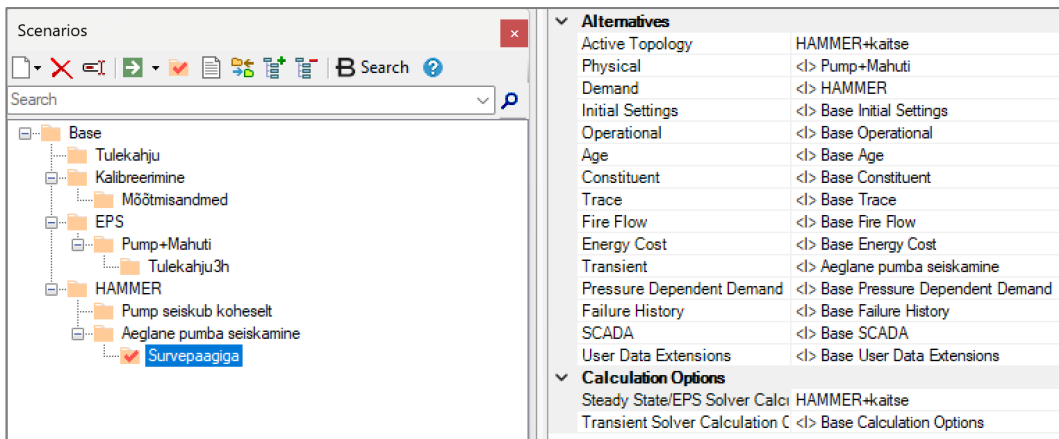 Scenarios
Search
Search
Base
Tulekahju
Kalibreerimine
Mõõtmisandmed
EPS
Pump+Mahuti
Tulekahju3h
HAMMER
Pump seiskub koheselt
Aeglane pumba seiskamine
Survepaagiga
Alternatives
Active Topology HAMMER+kaitse
Physical <I> Pump+Mahuti
Demand <I> HAMMER
Initial Settings <I> Base Initial Settings
Operational <I> Base Operational
Age <I> Base Age
Constituent <I> Base Constituent
Trace <I> Base Trace
Fire Flow <I> Base Fire Flow
Energy Cost <I> Base Energy Cost
Transient <I> Aeglane pumba seiskamine
Pressure Dependent Demand <I> Base Pressure Dependent Demand
Failure History <I> Base Failure History
SCADA <I> Base SCADA
User Data Extensions <I> Base User Data Extensions
Calculation Options
Steady State/EPS Solver Calcu HAMMER+kaitse
Transient Solver Calculation C <I> Base Calculation Options